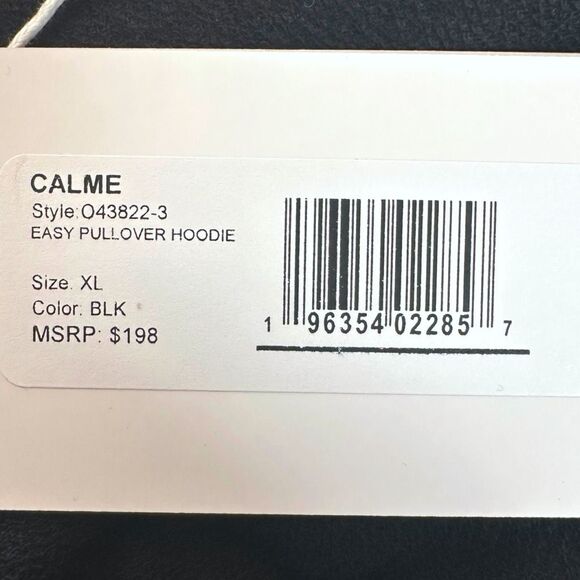 CALME
Style:O43822-3
EASY PULLOVER HOODIE
Size: XL
Color: BLK
MSRP: $198
1 96354 02285 7